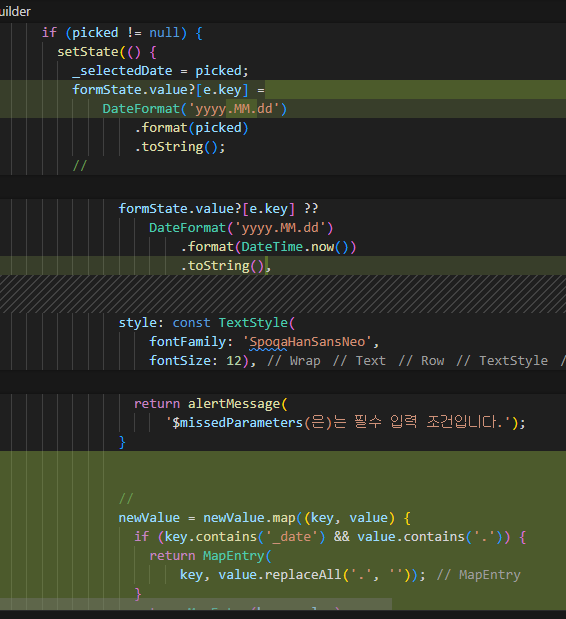 uilder
if (picked != null) {
setState(() {
_selectedDate = picked;
formState.value?[e.key] =
DateFormat('yyyy.MM.dd')
.format(picked)
.toString();
//
formState.value?[e.key] ??
DateFormat('yyyy.MM.dd')
.format(DateTime.now())
.toString(),
style: const TextStyle(
fontFamily: 'SpoqaHanSansNeo',
fontSize: 12), // Wrap // Text // Row // TextStyle /
return alertMessage(
'$missedParameters(은)는 필수 입력 조건입니다.');
}
//
newValue = newValue.map((key, value) {
if (key.contains('_date') && value.contains('.')) {
return MapEntry(
key, value.replaceAll('.', '')); // MapEntry
}